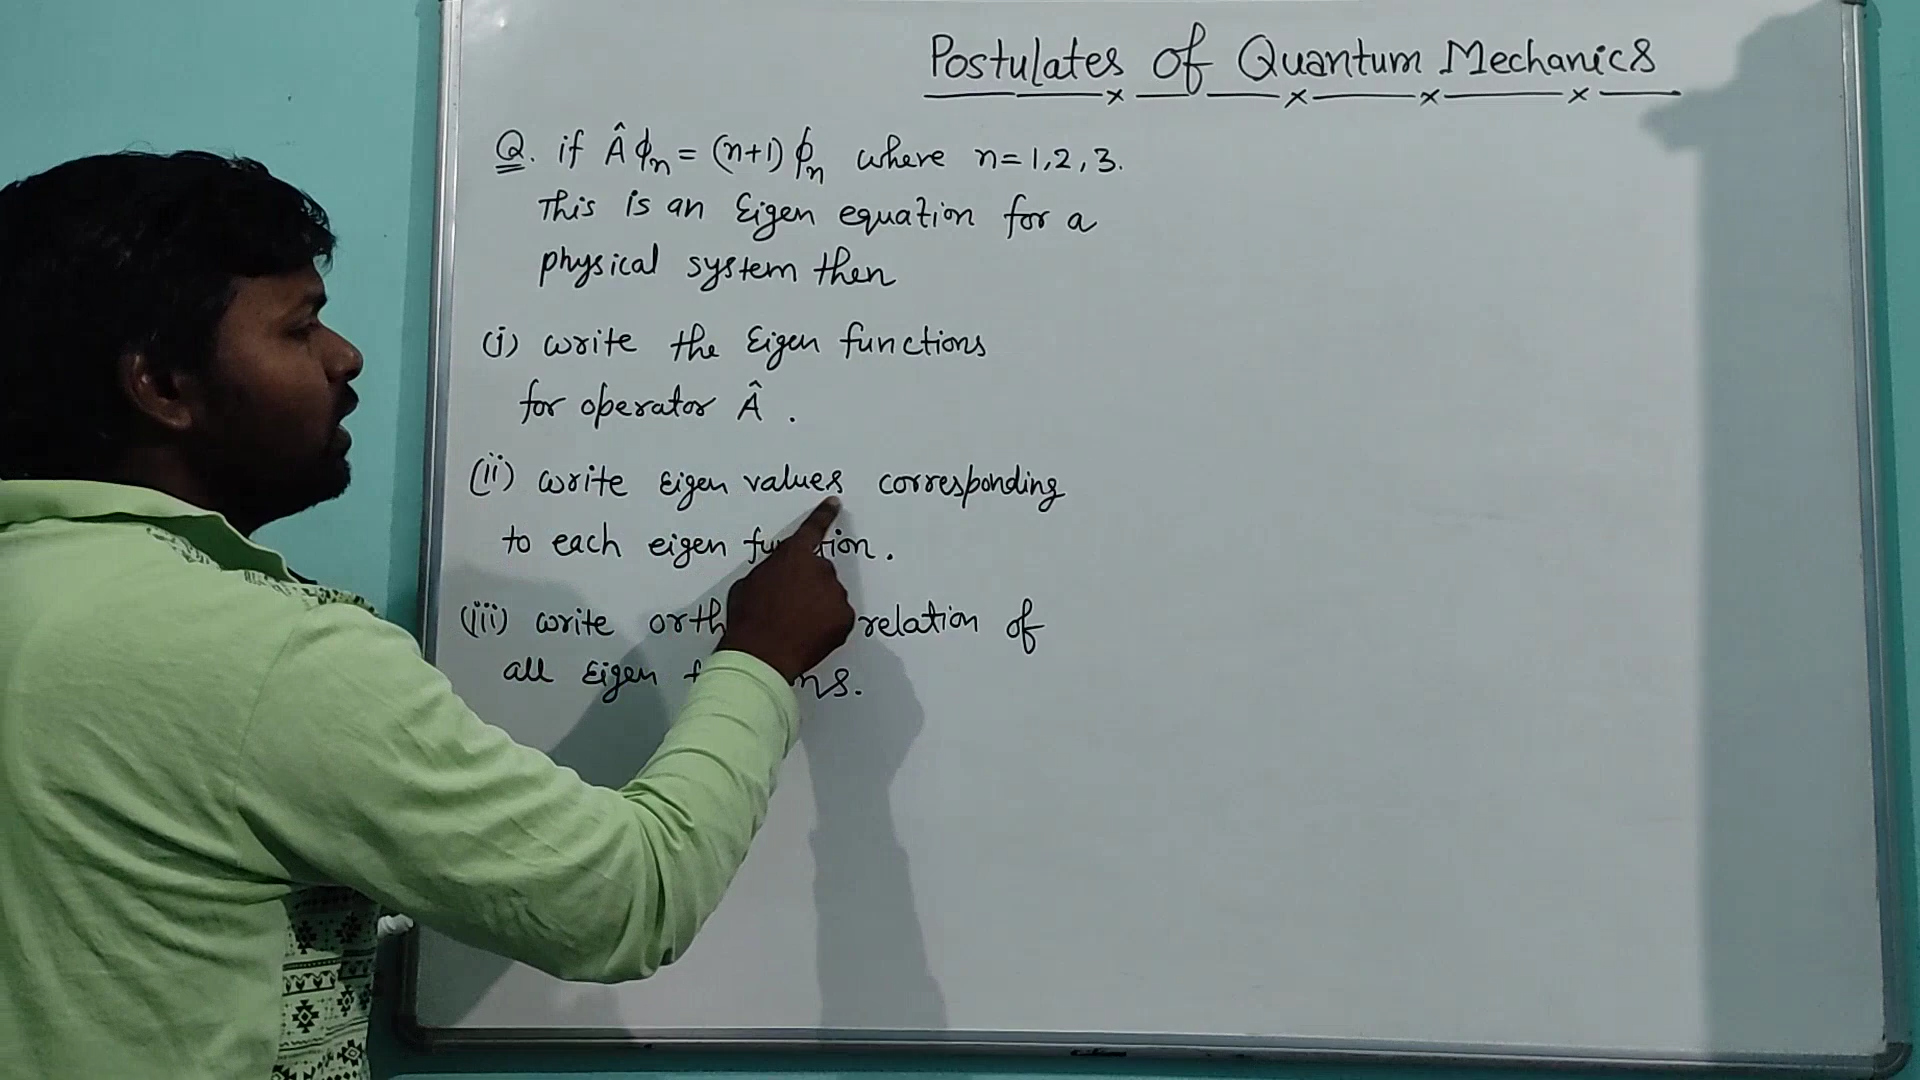 Postulates of Quantum Mechanics
Q. if Â ϕn = (n+1) ϕn where n=1,2,3.
This is an Eigen equation for a
physical system then
(i) write the Eigen functions
for operator Â .
(ii) write Eigen values corresponding
to each eigen .
(iii) write relation of
all Eigen .